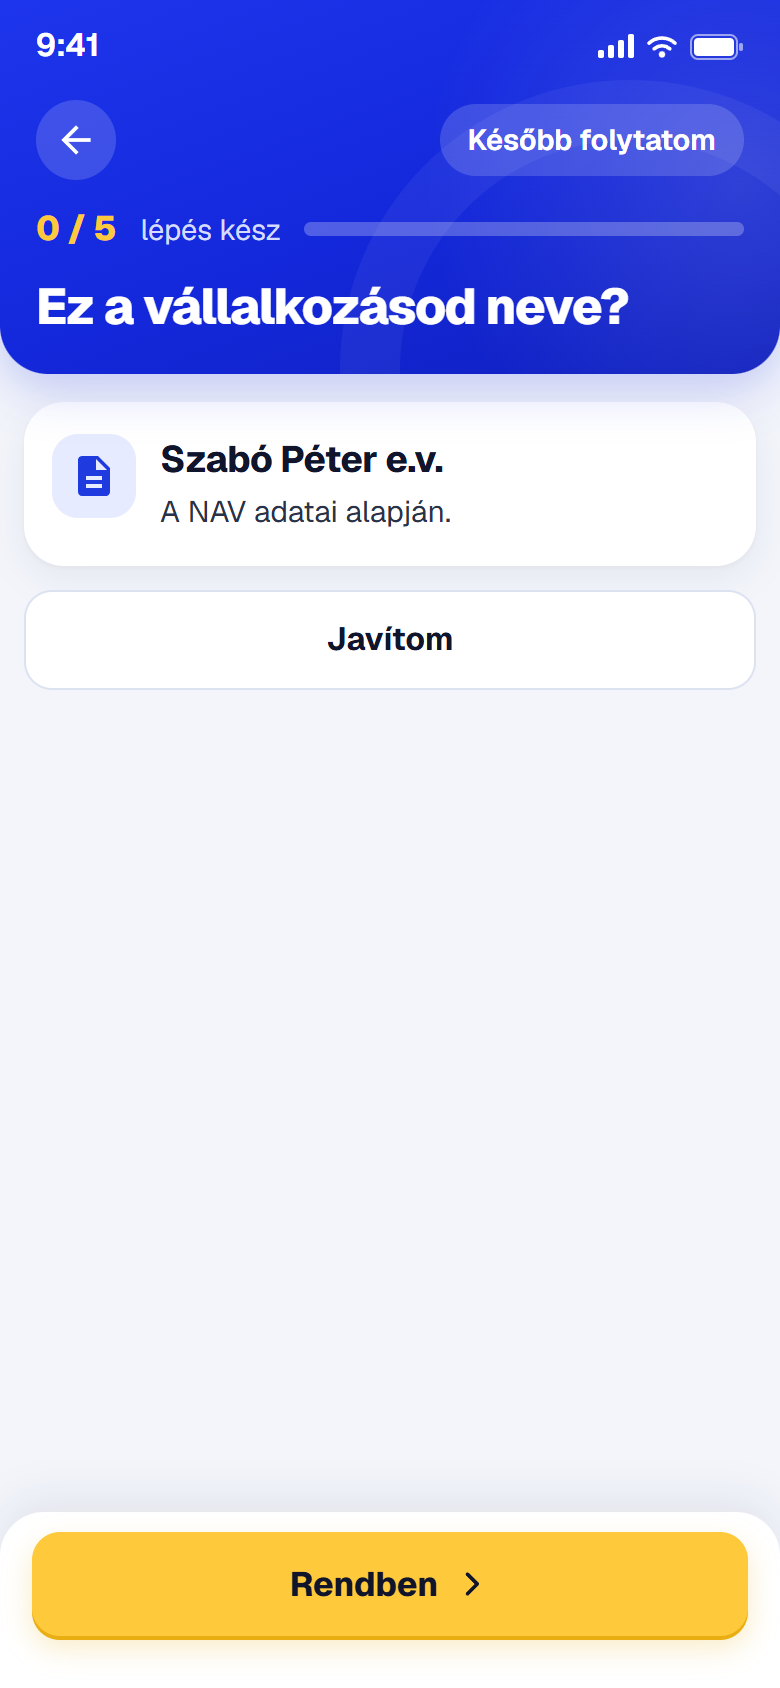 9:41
Később folytatom
0 / 5 lépés kész
Ez a vállalkozásod neve?
Szabó Péter e.v.
A NAV adatai alapján.
Javítom
Rendben